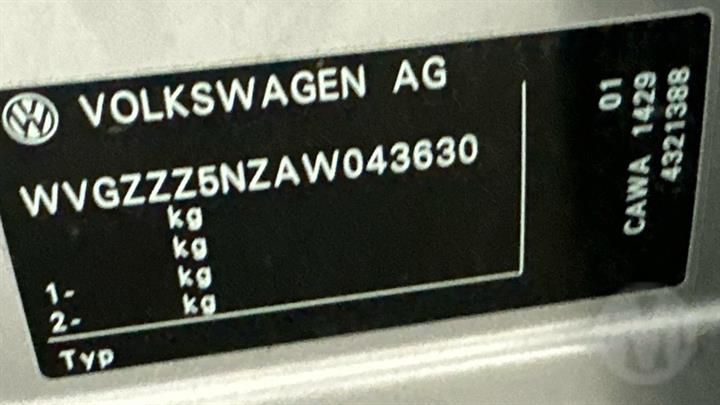 VOLKSWAGEN AG
WVGZZZ5NZAW043630
kg
kg
1- kg
2- kg
Typ
01
CAWA 1429
4321388